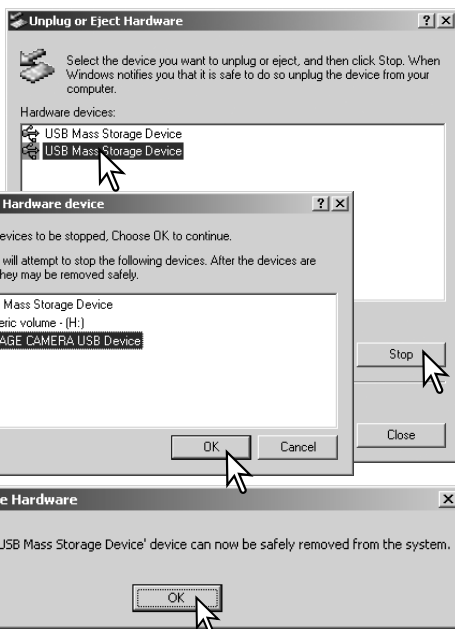 Unplug or Eject Hardware
Select the device you want to unplug or eject, and then click Stop. When
Windows notifies you that it is safe to do so unplug the device from your
computer.
Hardware devices:
USB Mass Storage Device
USB Mass Storage Device
Hardware device
evices to be stopped, Choose OK to continue.
will attempt to stop the following devices. After the devices are
hey may be removed safely.
Mass Storage Device
eric volume - (H:)
AGE CAMERA USB Device
Stop
OK
Cancel
Close
e Hardware
USB Mass Storage Device' device can now be safely removed from the system.
OK